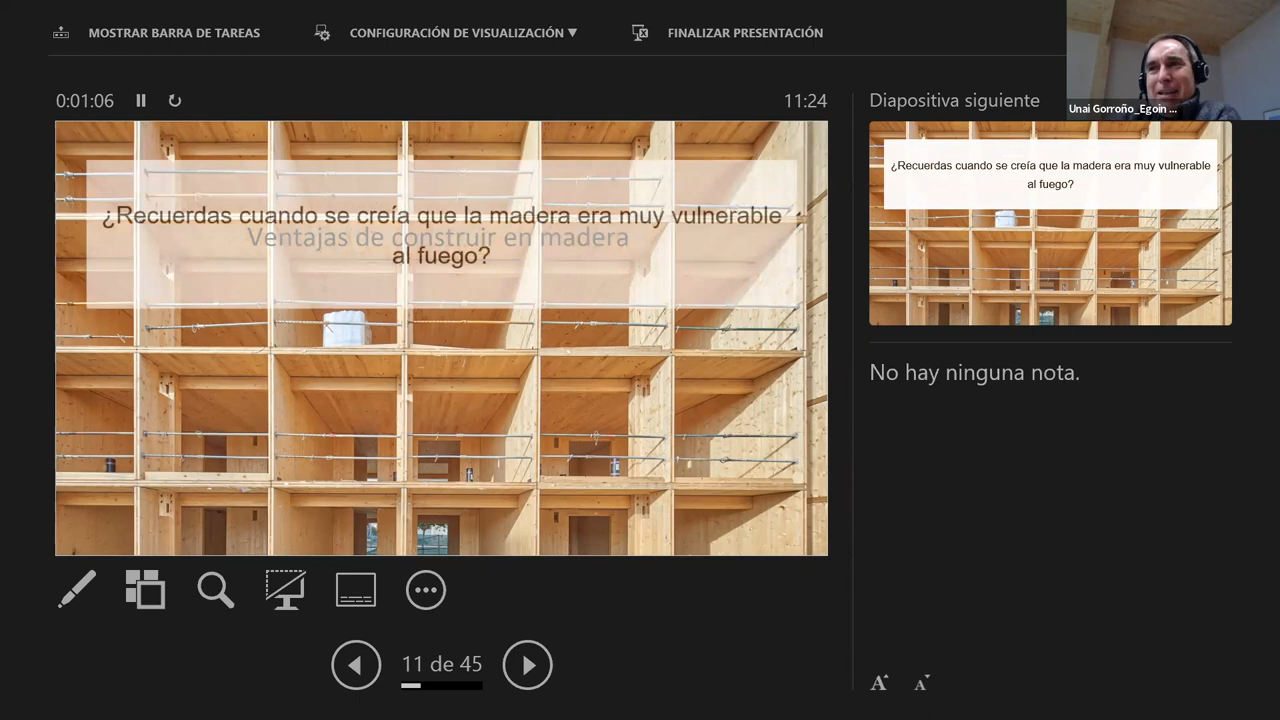 MOSTRAR BARRA DE TAREAS
CONFIGURACIÓN DE VISUALIZACIÓN ▼
FINALIZAR PRESENTACIÓN
Unai Gorroño_Egoin ...
0:01:06
11:24
Diapositiva siguiente
¿Recuerdas cuando se creía que la madera era muy vulnerable
Ventajas de construir en madera
al fuego?
¿Recuerdas cuando se creía que la madera era muy vulnerable
al fuego?
No hay ninguna nota.
11 de 45
A A